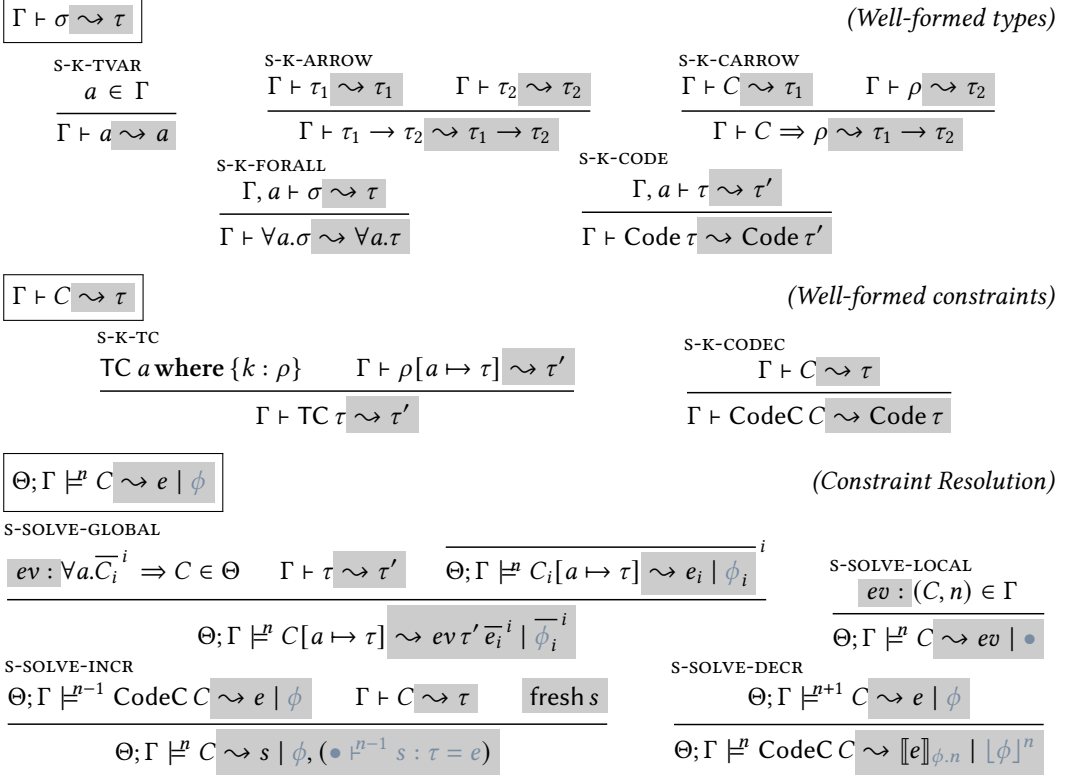 Γ ⊢ σ ⇝ τ (Well-formed types)
S-K-TVAR S-K-ARROW S-K-CARROW
a ∈ Γ Γ ⊢ τ₁ ⇝ τ₁ Γ ⊢ τ₂ ⇝ τ₂ Γ ⊢ C ⇝ τ₁ Γ ⊢ ρ ⇝ τ₂
Γ ⊢ a ⇝ a Γ ⊢ τ₁ → τ₂ ⇝ τ₁ → τ₂ Γ ⊢ C ⇒ ρ ⇝ τ₁ → τ₂
S-K-FORALL S-K-CODE
Γ, a ⊢ σ ⇝ τ Γ, a ⊢ τ ⇝ τ′
Γ ⊢ ∀a.σ ⇝ ∀a.τ Γ ⊢ Code τ ⇝ Code τ′
Γ ⊢ C ⇝ τ (Well-formed constraints)
S-K-TC S-K-CODEC
TC a where {k : ρ} Γ ⊢ ρ[a ↦ τ] ⇝ τ′ Γ ⊢ C ⇝ τ
Γ ⊢ TC τ ⇝ τ′ Γ ⊢ CodeC C ⇝ Code τ
Θ; Γ ⊨ⁿ C ⇝ e | ϕ (Constraint Resolution)
S-SOLVE-GLOBAL S-SOLVE-LOCAL
ev : ∀a.C̅ᵢ ⁱ ⇒ C ∈ Θ Γ ⊢ τ ⇝ τ′ Θ; Γ ⊨ⁿ Cᵢ[a ↦ τ] ⇝ eᵢ | ϕᵢ ⁱ ev : (C, n) ∈ Γ
Θ; Γ ⊨ⁿ C[a ↦ τ] ⇝ ev τ′ e̅ᵢ ⁱ | ϕ̅ᵢ ⁱ Θ; Γ ⊨ⁿ C ⇝ ev | •
S-SOLVE-INCR S-SOLVE-DECR
Θ; Γ ⊨ⁿ⁻¹ CodeC C ⇝ e | ϕ Γ ⊢ C ⇝ τ fresh s Θ; Γ ⊨ⁿ⁺¹ C ⇝ e | ϕ
Θ; Γ ⊨ⁿ C ⇝ s | ϕ, (• ⊢ⁿ⁻¹ s : τ = e) Θ; Γ ⊨ⁿ CodeC C ⇝ ⟦e⟧_ϕ.n | ⌊ϕ⌋ⁿ